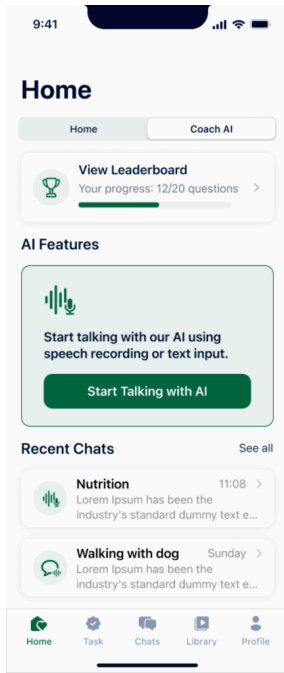 9:41
Home
Home Coach AI
View Leaderboard
Your progress: 12/20 questions
AI Features
Start talking with our AI using
speech recording or text input.
Start Talking with AI
Recent Chats See all
Nutrition 11:08
Lorem Ipsum has been the
industry's standard dummy text e...
Walking with dog Sunday
Lorem Ipsum has been the
industry's standard dummy text e...
Home Task Chats Library Profile